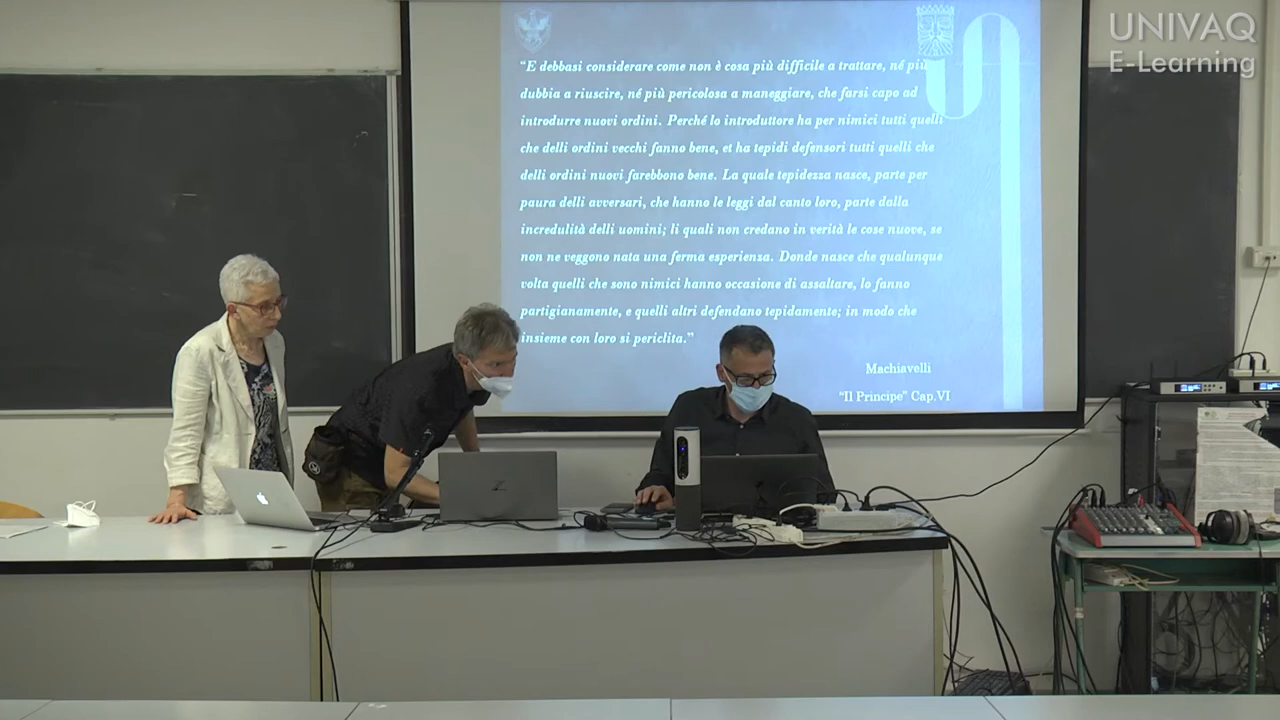 UNIVAQ
E-Learning
“E debbasi considerare come non è cosa più difficile a trattare, né più
dubbia a riuscire, né più pericolosa a maneggiare, che farsi capo ad
introdurre nuovi ordini. Perché lo introduttore ha per nimici tutti quelli
che delli ordini vecchi fanno bene, et ha tepidi defensori tutti quelli che
delli ordini nuovi farebbono bene. La quale tepidezza nasce, parte per
paura delli avversari, che hanno le leggi dal canto loro, parte dalla
incredulità delli uomini; li quali non credano in verità le cose nuove, se
non ne veggono nata una ferma esperienza. Donde nasce che qualunque
volta quelli che sono nimici hanno occasione di assaltare, lo fanno
partigianamente, e quelli altri defendano tepidamente; in modo che
insieme con loro si periclita.”
Machiavelli
“Il Principe” Cap.VI